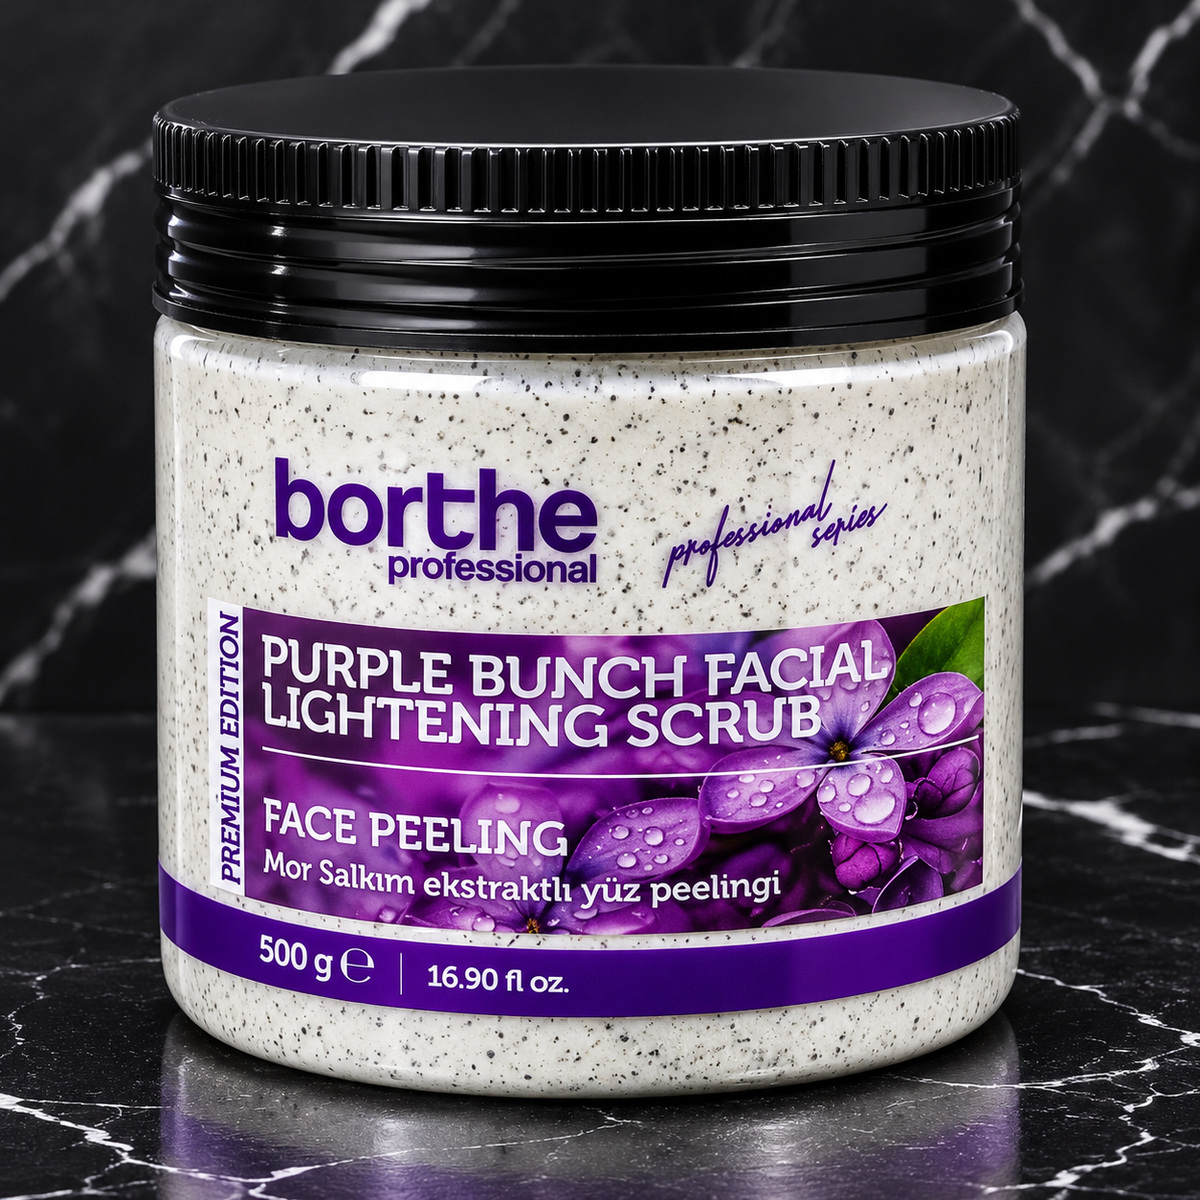 borthe
professional
professional
series
PREMIUM EDITION
PURPLE BUNCH FACIAL
LIGHTENING SCRUB
FACE PEELING
Mor Salkım ekstraktlı yüz peelingi
500 g ℮ | 16.90 fl oz.